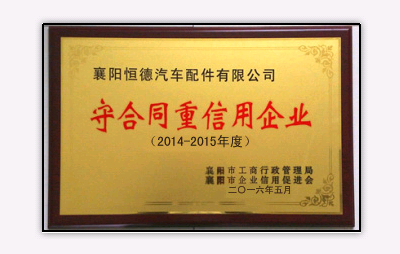 襄阳恒德汽车配件有限公司
守合同重信用企业
（2014-2015年度）
襄阳市工商行政管理局
襄阳市企业信用促进会
二〇一六年五月